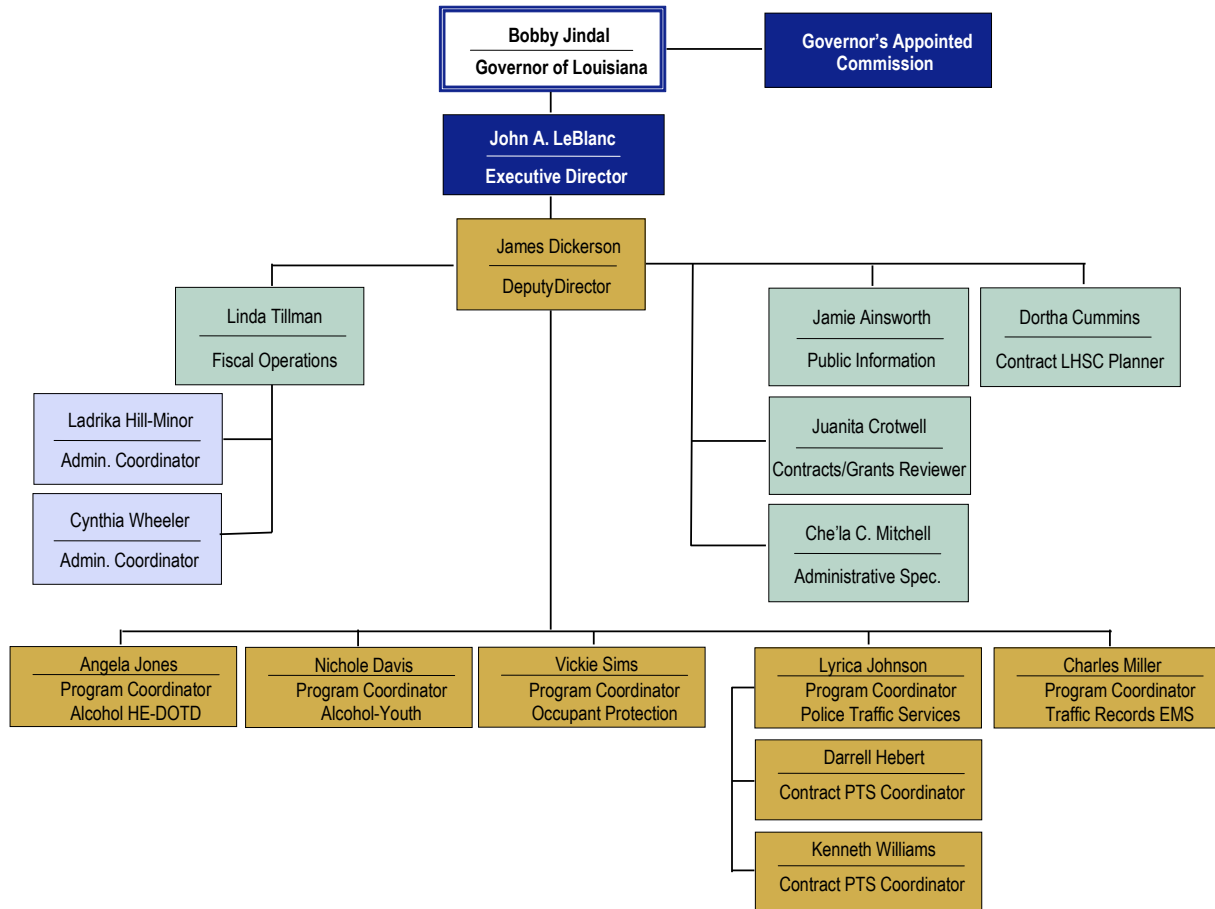 Bobby Jindal
Governor of Louisiana
Governor's Appointed
Commission
John A. LeBlanc
Executive Director
James Dickerson
DeputyDirector
Linda Tillman
Fiscal Operations
Jamie Ainsworth
Public Information
Dortha Cummins
Contract LHSC Planner
Ladrika Hill-Minor
Admin. Coordinator
Juanita Crotwell
Contracts/Grants Reviewer
Cynthia Wheeler
Admin. Coordinator
Che'la C. Mitchell
Administrative Spec.
Angela Jones
Program Coordinator
Alcohol HE-DOTD
Nichole Davis
Program Coordinator
Alcohol-Youth
Vickie Sims
Program Coordinator
Occupant Protection
Lyrica Johnson
Program Coordinator
Police Traffic Services
Charles Miller
Program Coordinator
Traffic Records EMS
Darrell Hebert
Contract PTS Coordinator
Kenneth Williams
Contract PTS Coordinator